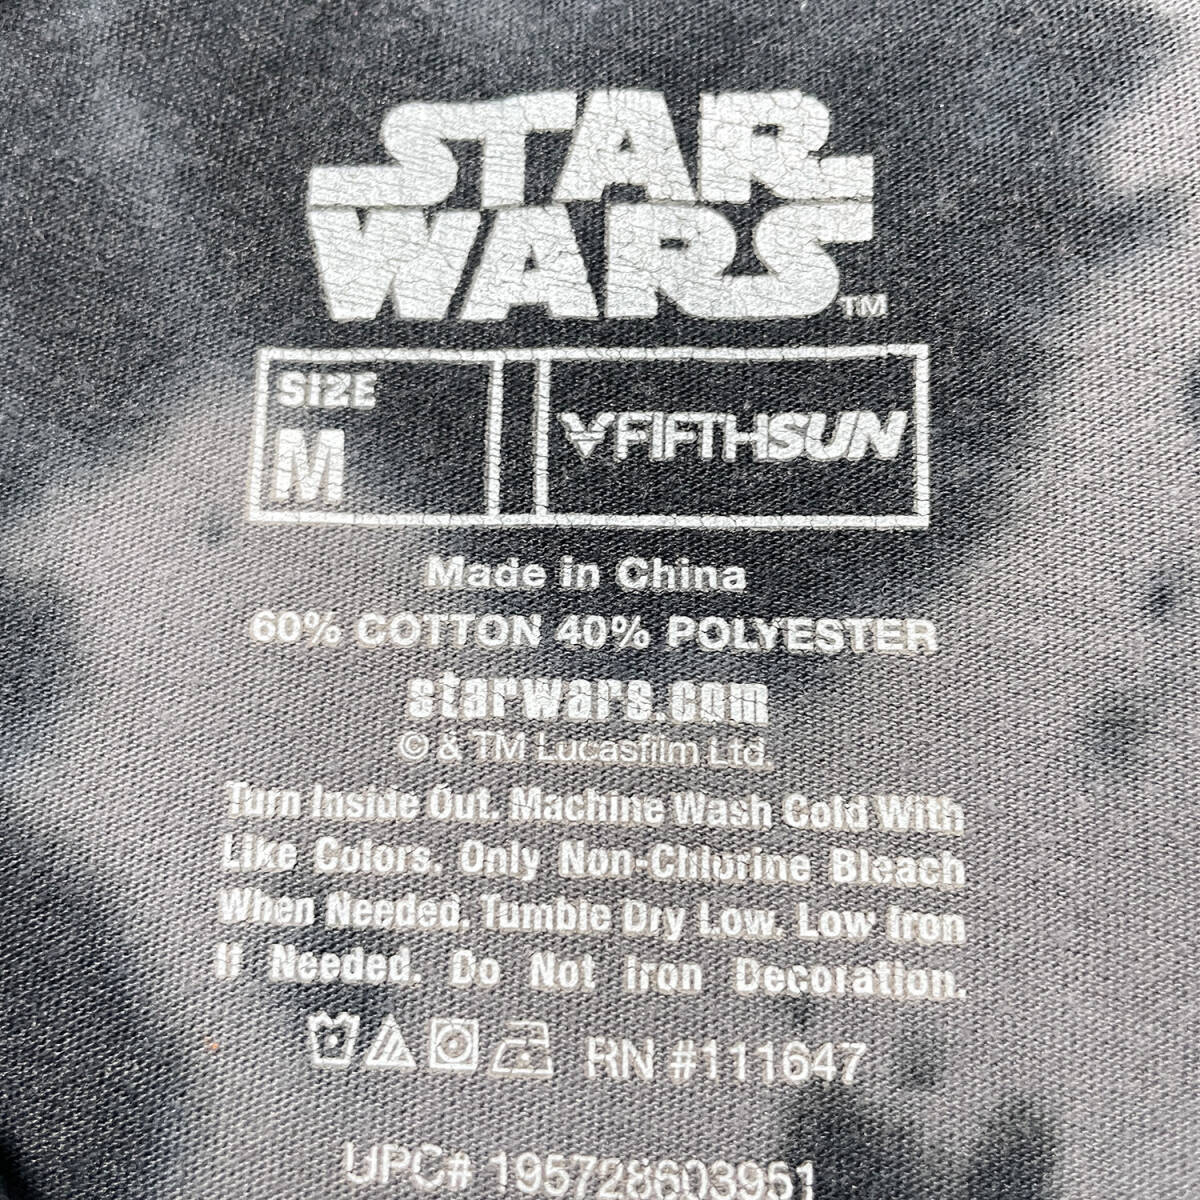 STAR
WARS™
SIZE
M
FIFTHSUN
Made in China
60% COTTON 40% POLYESTER
starwars.com
© & TM Lucasfilm Ltd.
Turn Inside Out. Machine Wash Cold With
Like Colors. Only Non-Chlorine Bleach
When Needed. Tumble Dry Low. Low Iron
If Needed. Do Not Iron Decoration.
RN #111647
UPC# 195728603951